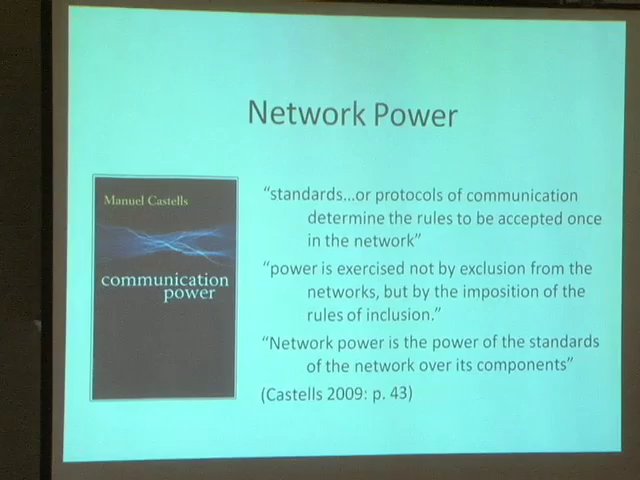 Network Power
Manuel Castells
communication
power
“standards...or protocols of communication
determine the rules to be accepted once
in the network”
“power is exercised not by exclusion from the
networks, but by the imposition of the
rules of inclusion.”
“Network power is the power of the standards
of the network over its components”
(Castells 2009: p. 43)